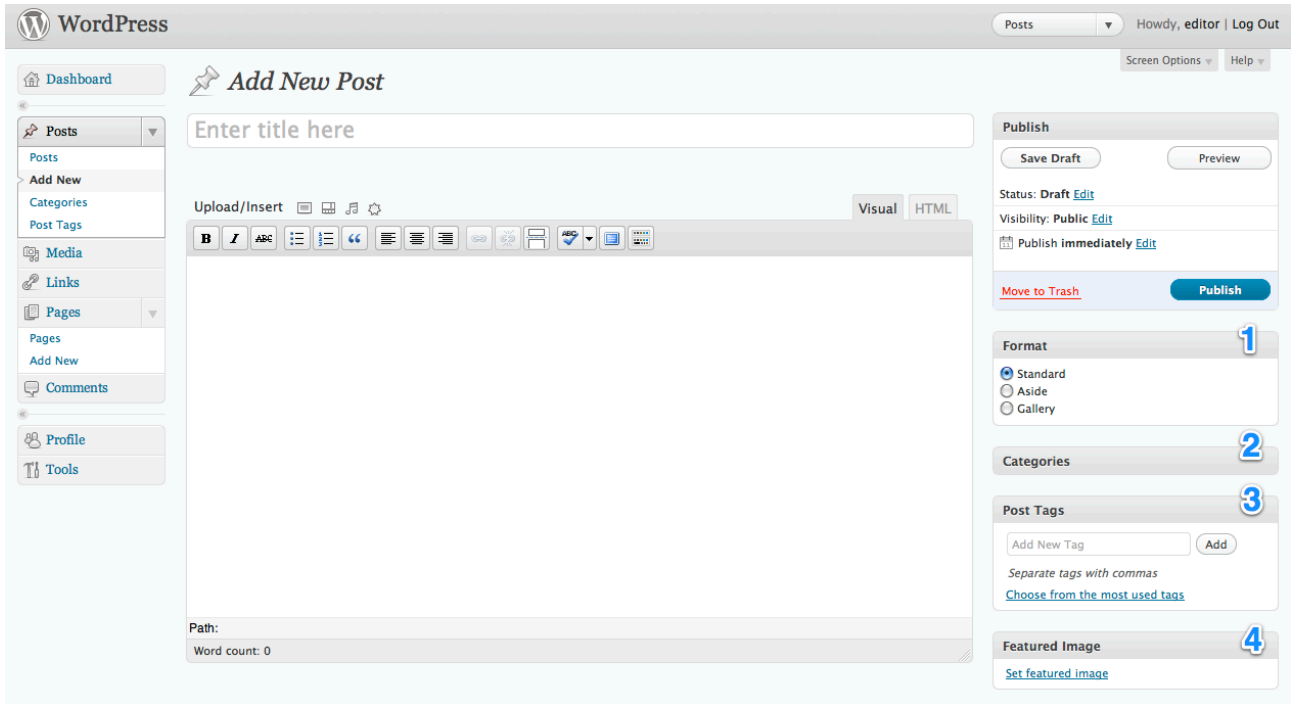 WordPress
Posts
Howdy, editor | Log Out
Screen Options
Help
Dashboard
Posts
Posts
Add New
Categories
Post Tags
Media
Links
Pages
Pages
Add New
Comments
Profile
Tools
Add New Post
Enter title here
Upload/Insert
Visual
HTML
B I ABC
ABC
Path:
Word count: 0
Publish
Save Draft
Preview
Status: Draft Edit
Visibility: Public Edit
11 Publish immediately Edit
Move to Trash
Publish
Format
1
Standard
Aside
Gallery
Categories
2
Post Tags
3
Add New Tag
Add
Separate tags with commas
Choose from the most used tags
Featured Image
4
Set featured image